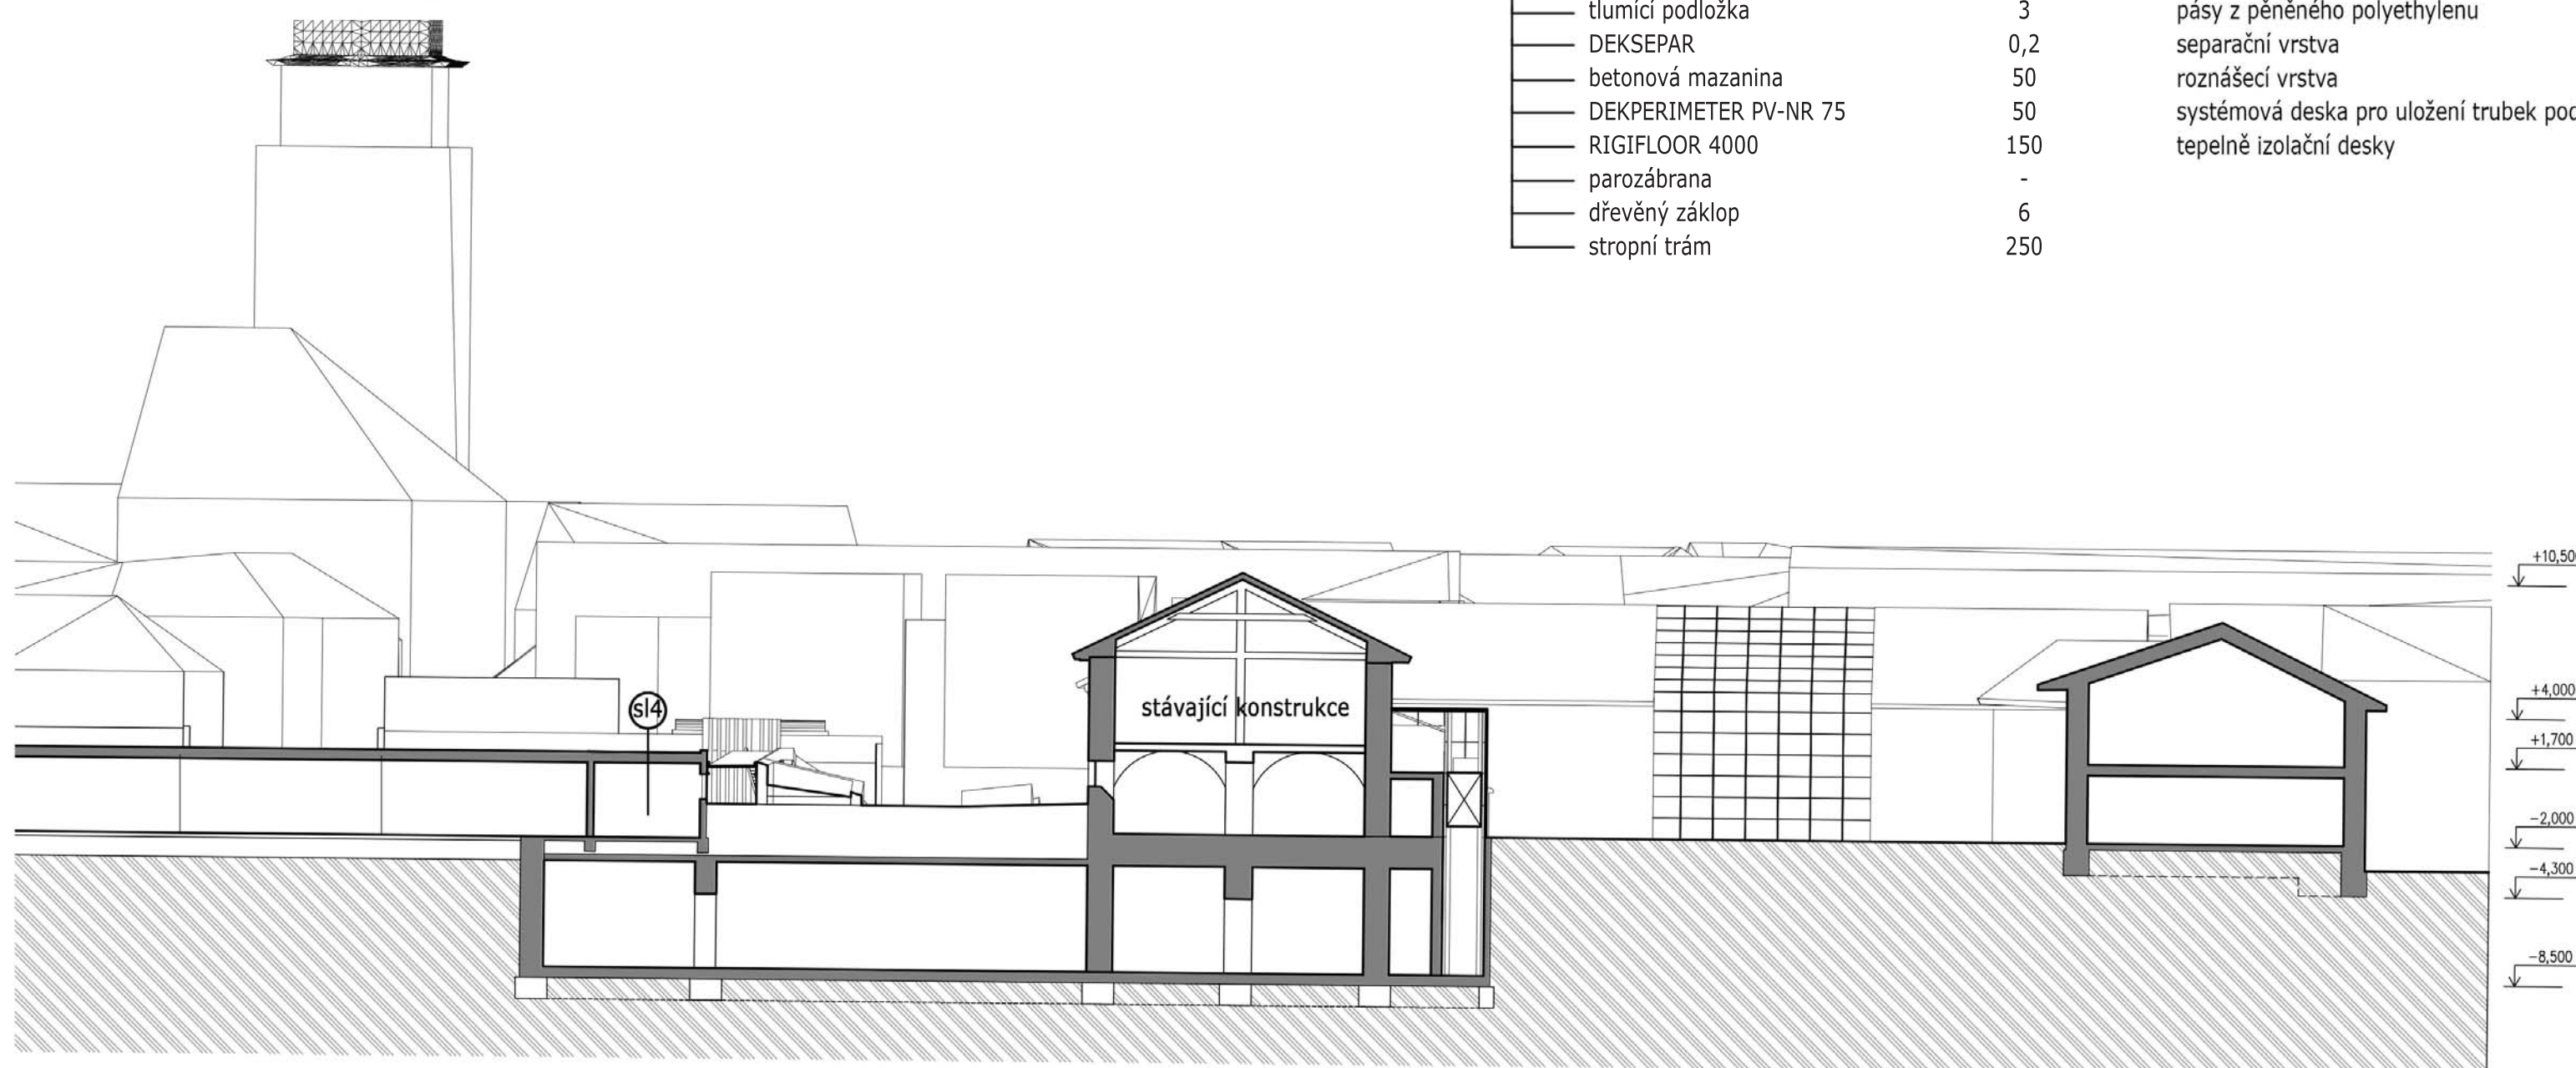 tlumící podložka 3 pásy z pěněného polyethylenu
DEKSEPAR 0,2 separační vrstva
betonová mazanina 50 roznášecí vrstva
DEKPERIMETER PV-NR 75 50 systémová deska pro uložení trubek
RIGIFLOOR 4000 150 tepelně izolační desky
parozábrana -
dřevěný záklop 6
stropní trám 250
+10,50
stávající konstrukce
sl4
+4,000
+1,700
−2,000
−4,300
−8,500